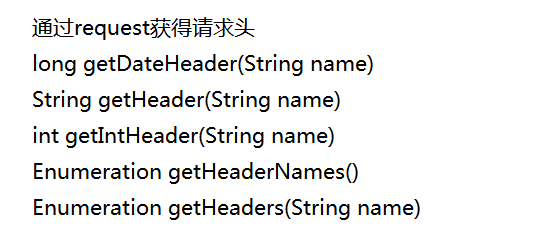 通过request获得请求头
long getDateHeader(String name)
String getHeader(String name)
int getIntHeader(String name)
Enumeration getHeaderNames()
Enumeration getHeaders(String name)